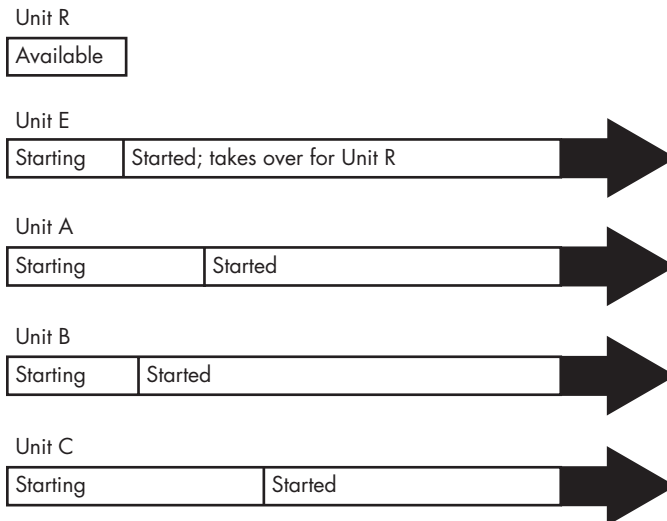 Unit R
Available
Unit E
Starting Started; takes over for Unit R
Unit A
Starting Started
Unit B
Starting Started
Unit C
Starting Started